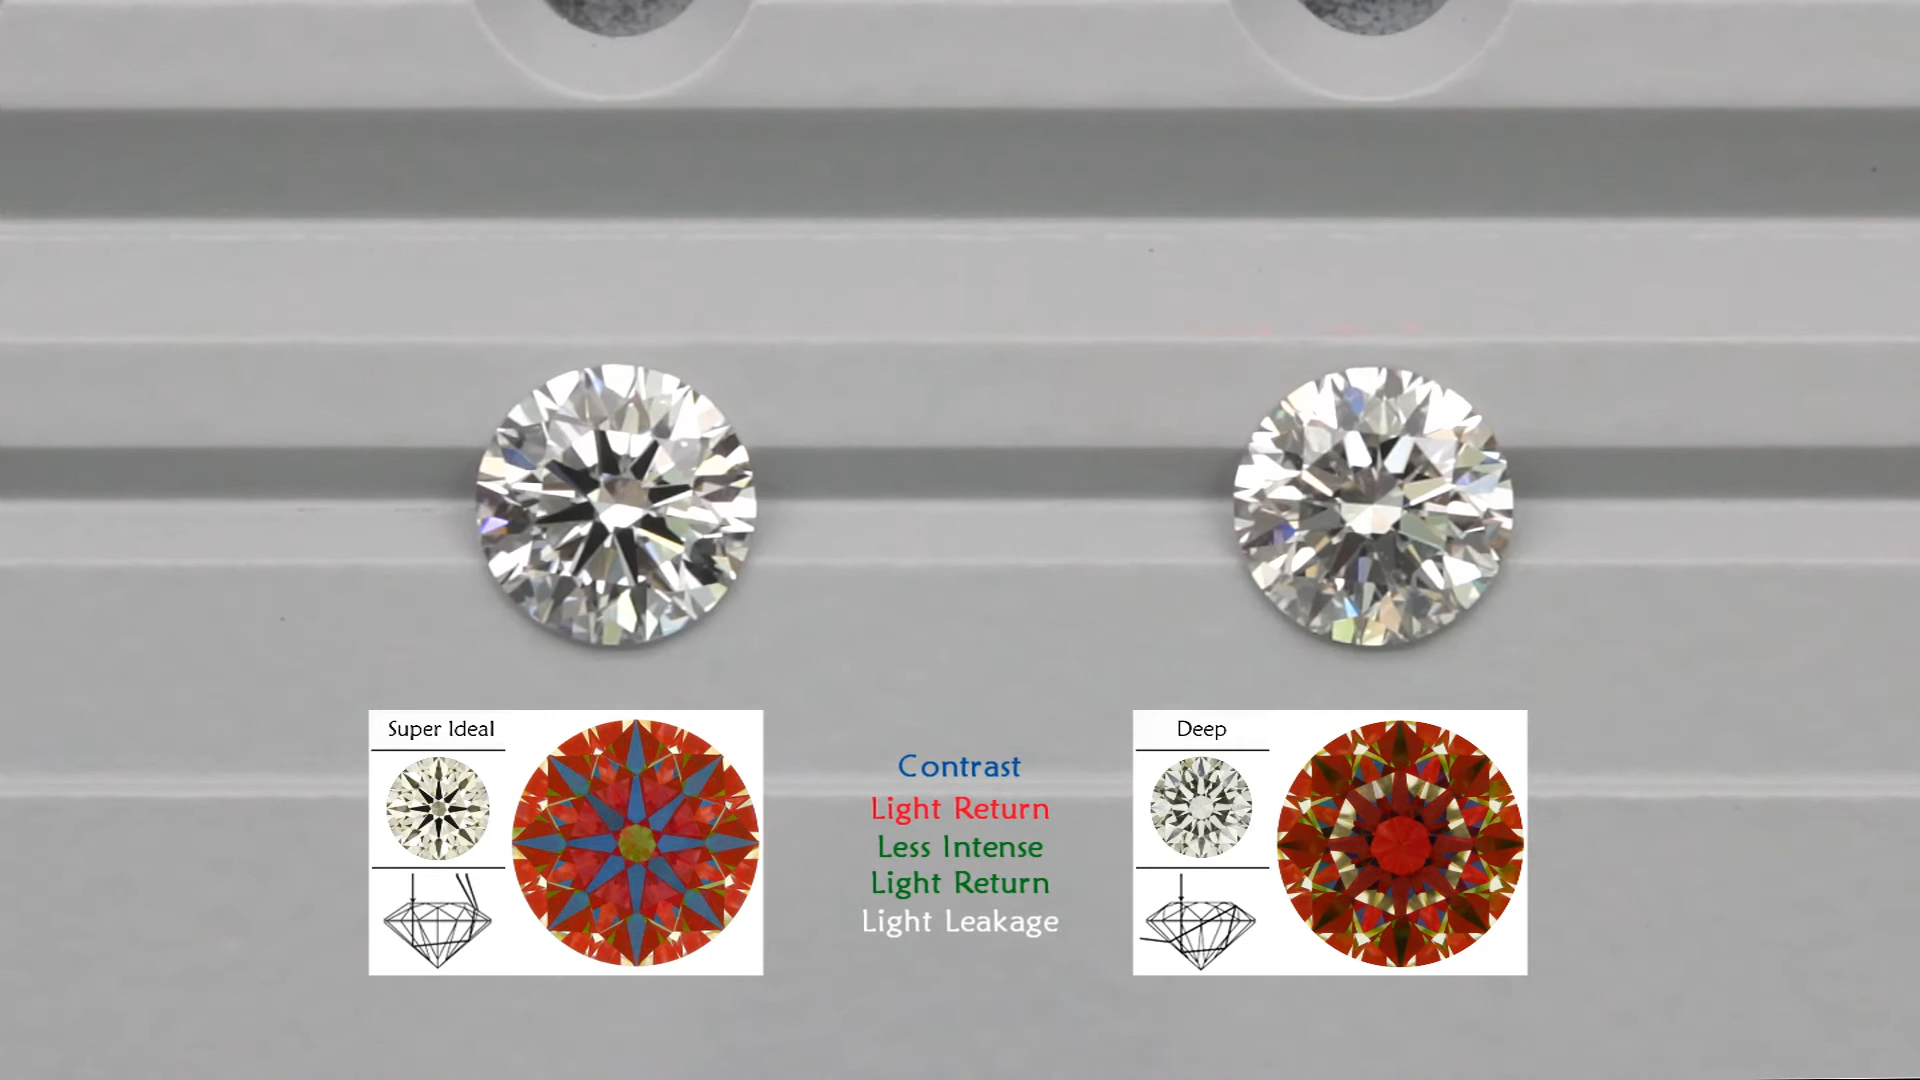 Super Ideal
Contrast
Light Return
Less Intense
Light Return
Light Leakage
Deep